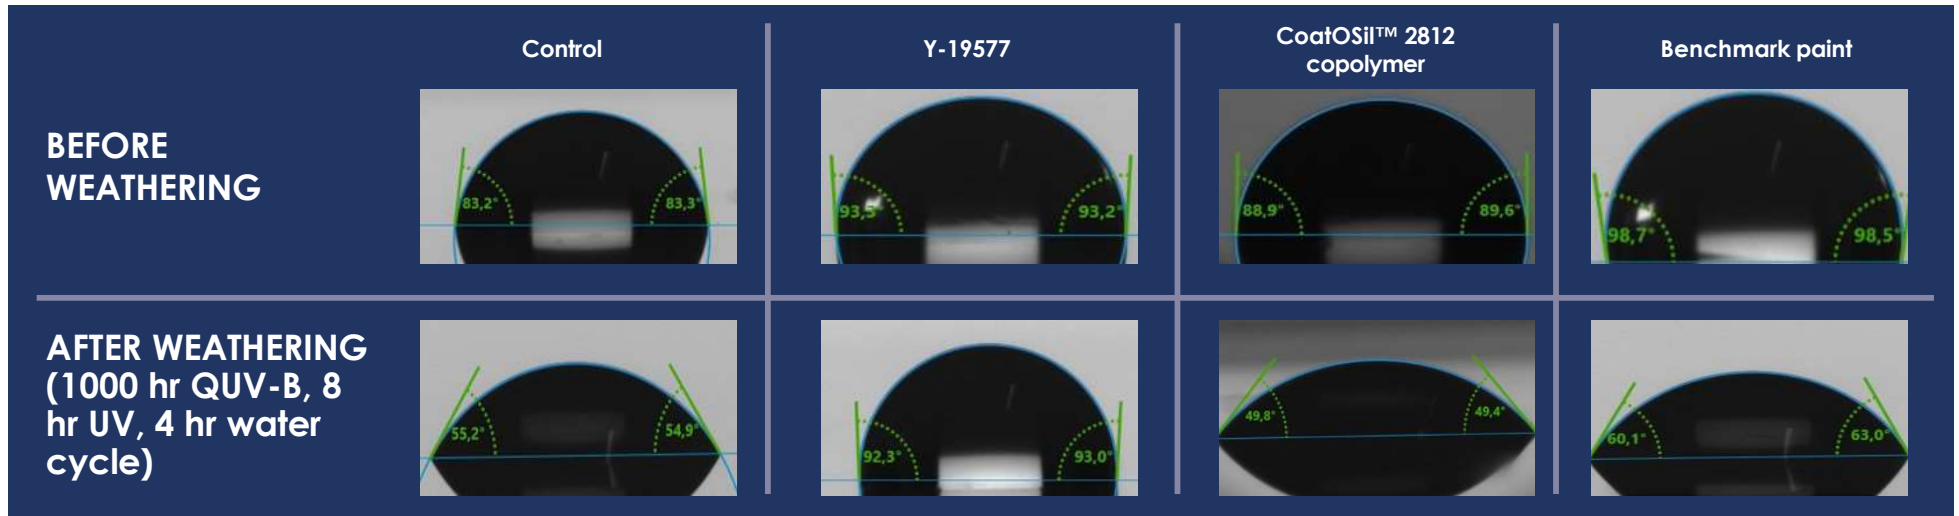 Control
Y-19577
CoatOSil™ 2812
copolymer
Benchmark paint
BEFORE
WEATHERING
83,2°
83,3°
93,5°
93,2°
88,9°
89,6°
98,7°
98,5°
AFTER WEATHERING
(1000 hr QUV-B, 8
hr UV, 4 hr water
cycle)
55,2°
54,9°
92,3°
93,0°
49,8°
49,4°
60,1°
63,0°